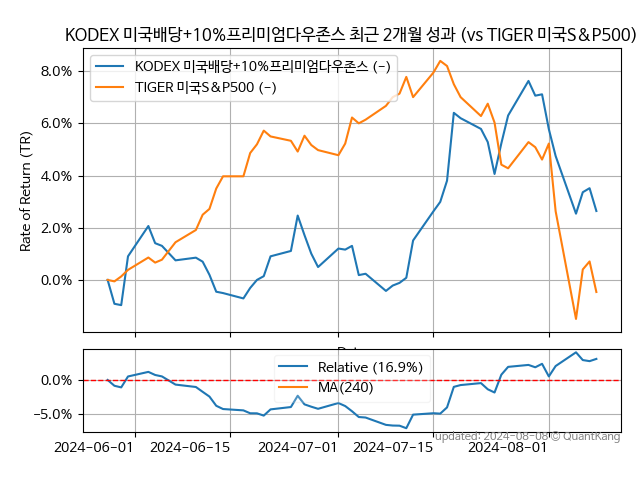 KODEX 미국배당+10%프리미엄다우존스 최근 2개월 성과 (vs TIGER 미국S&P500)
KODEX 미국배당+10%프리미엄다우존스 (-)
TIGER 미국S&P500 (-)
Rate of Return (TR)
8.0%
6.0%
4.0%
2.0%
0.0%
Relative (16.9%)
MA(240)
0.0%
−5.0%
updated: 2024-08-08 © QuantKang
2024-06-01
2024-06-15
2024-07-01
2024-07-15
2024-08-01